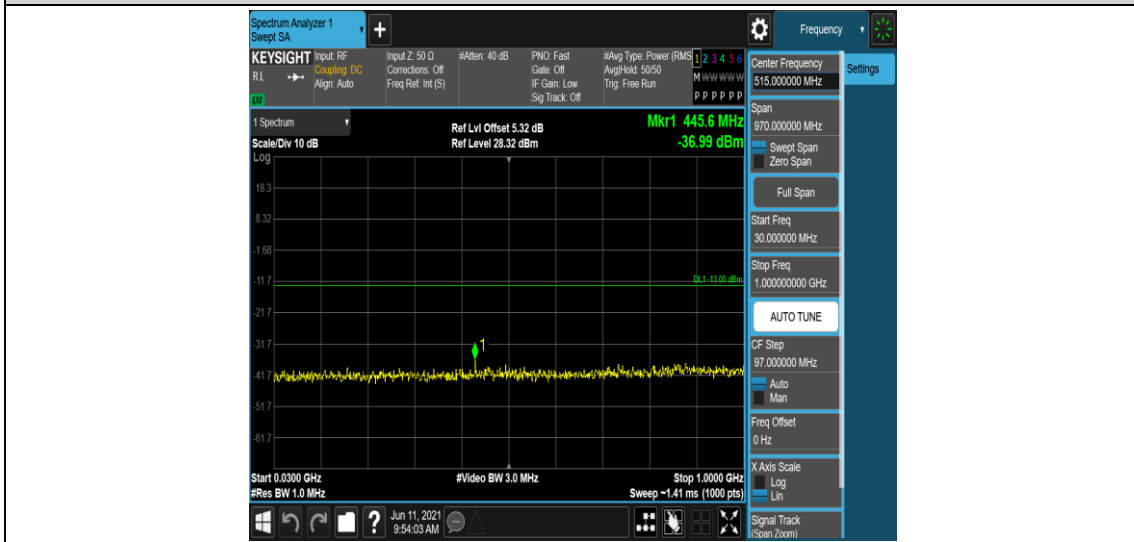 Spectrum Analyzer 1
Swept SA
+
Frequency
KEYSIGHT
RL
Input: RF
Coupling: DC
Align: Auto
Input Z: 50 Ω
Corrections: Off
Freq Ref: Int (S)
#Atten: 40 dB
PNO: Fast
Gate: Off
IF Gain: Low
Sig Track: Off
#Avg Type: Power (RMS
Avg|Hold: 50/50
Trig: Free Run
1 2 3 4 5 6
M W W W W W
P P P P P P
1 Spectrum
Scale/Div 10 dB
Log
Ref Lvl Offset 5.32 dB
Ref Level 28.32 dBm
Mkr1 445.6 MHz
-36.99 dBm
18.3
8.32
-1.68
-11.7
DL1 -13.00 dBm
-21.7
-31.7
1
-41.7
-51.7
-61.7
Start 0.0300 GHz
#Res BW 1.0 MHz
#Video BW 3.0 MHz
Stop 1.0000 GHz
Sweep ~1.41 ms (1000 pts)
?
Jun 11, 2021
9:54:03 AM
Center Frequency
515.000000 MHz
Span
970.000000 MHz
Swept Span
Zero Span
Full Span
Start Freq
30.000000 MHz
Stop Freq
1.000000000 GHz
AUTO TUNE
CF Step
97.000000 MHz
Auto
Man
Freq Offset
0 Hz
X Axis Scale
Log
Lin
Signal Track
(Span Zoom)
Settings